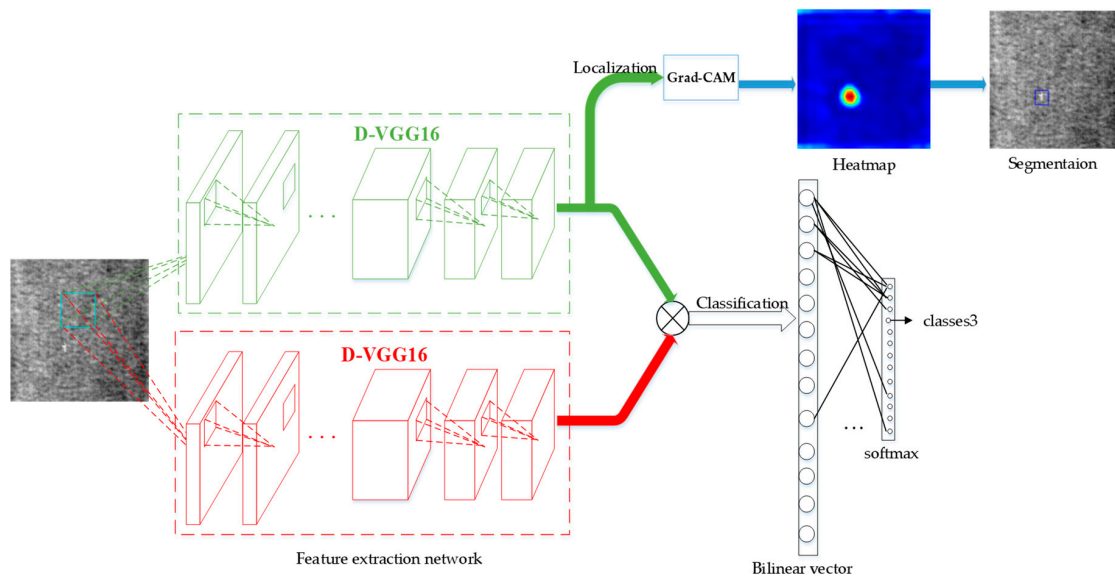 Localization
Grad-CAM
Heatmap
Segmentaion
D-VGG16
. . .
Classification
classes3
D-VGG16
. . .
...
softmax
Feature extraction network
Bilinear vector